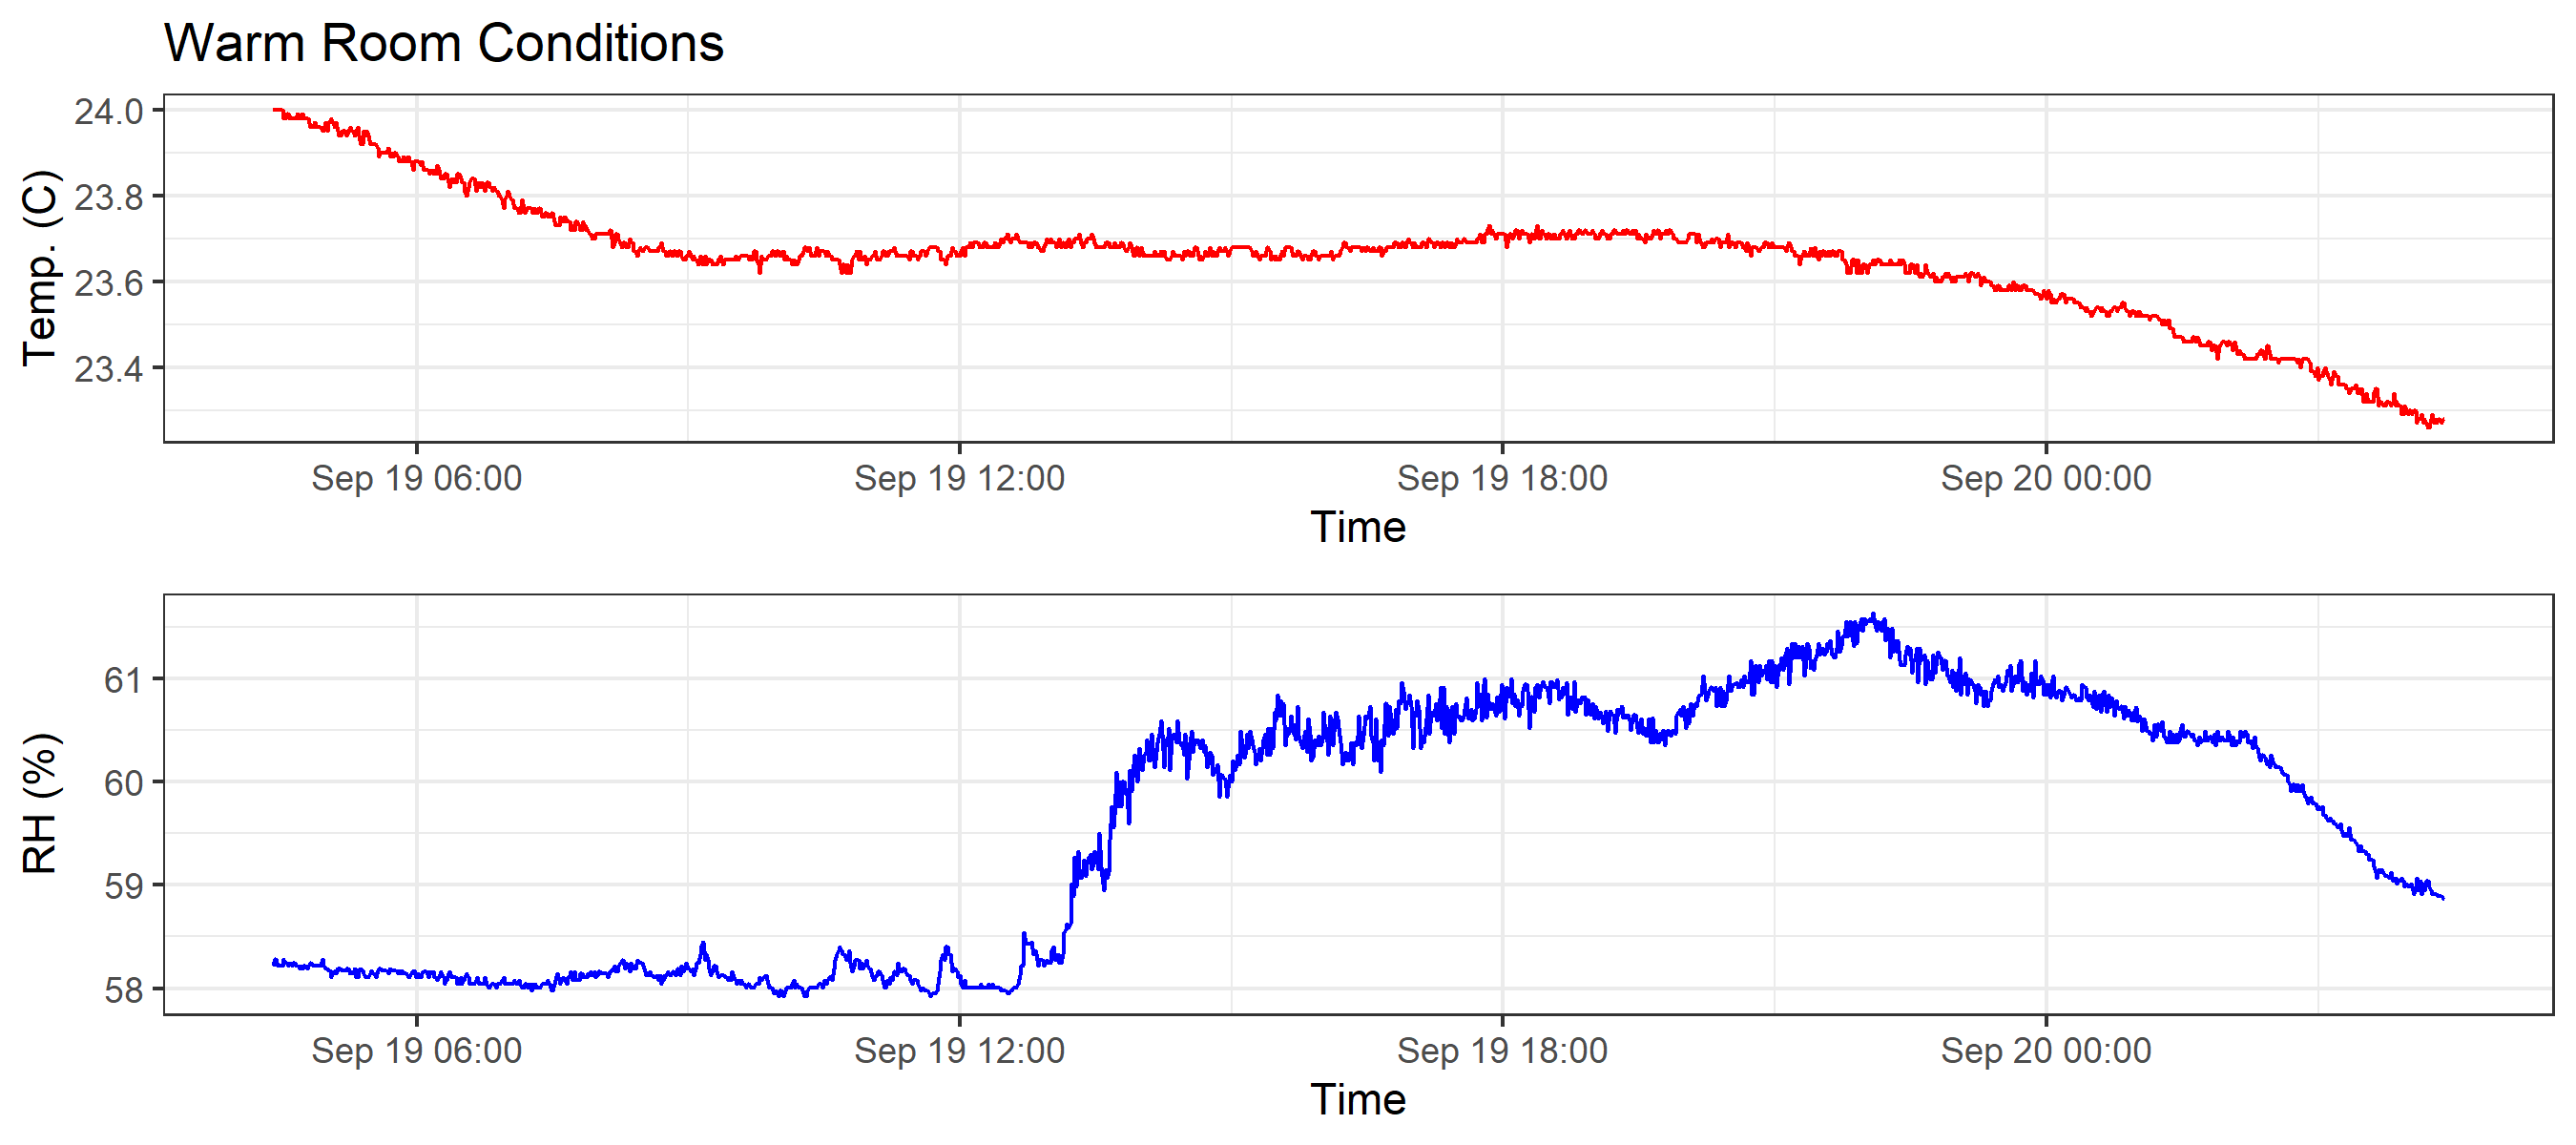 Warm Room Conditions
Temp. (C)
24.0
23.8
23.6
23.4
Sep 19 06:00 Sep 19 12:00 Sep 19 18:00 Sep 20 00:00
Time
RH (%)
61
60
59
58
Sep 19 06:00 Sep 19 12:00 Sep 19 18:00 Sep 20 00:00
Time